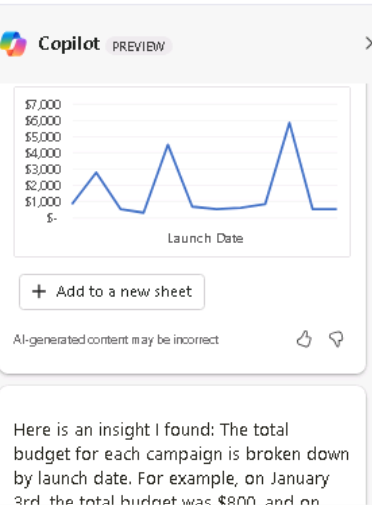 Copilot PREVIEW
$7,000
$6,000
$5,000
$4,000
$3,000
$2,000
$1,000
$-
Launch Date
+ Add to a new sheet
AI-generated content may be incorrect
Here is an insight I found: The total
budget for each campaign is broken down
by launch date. For example, on January
3rd, the total budget was $800, and on